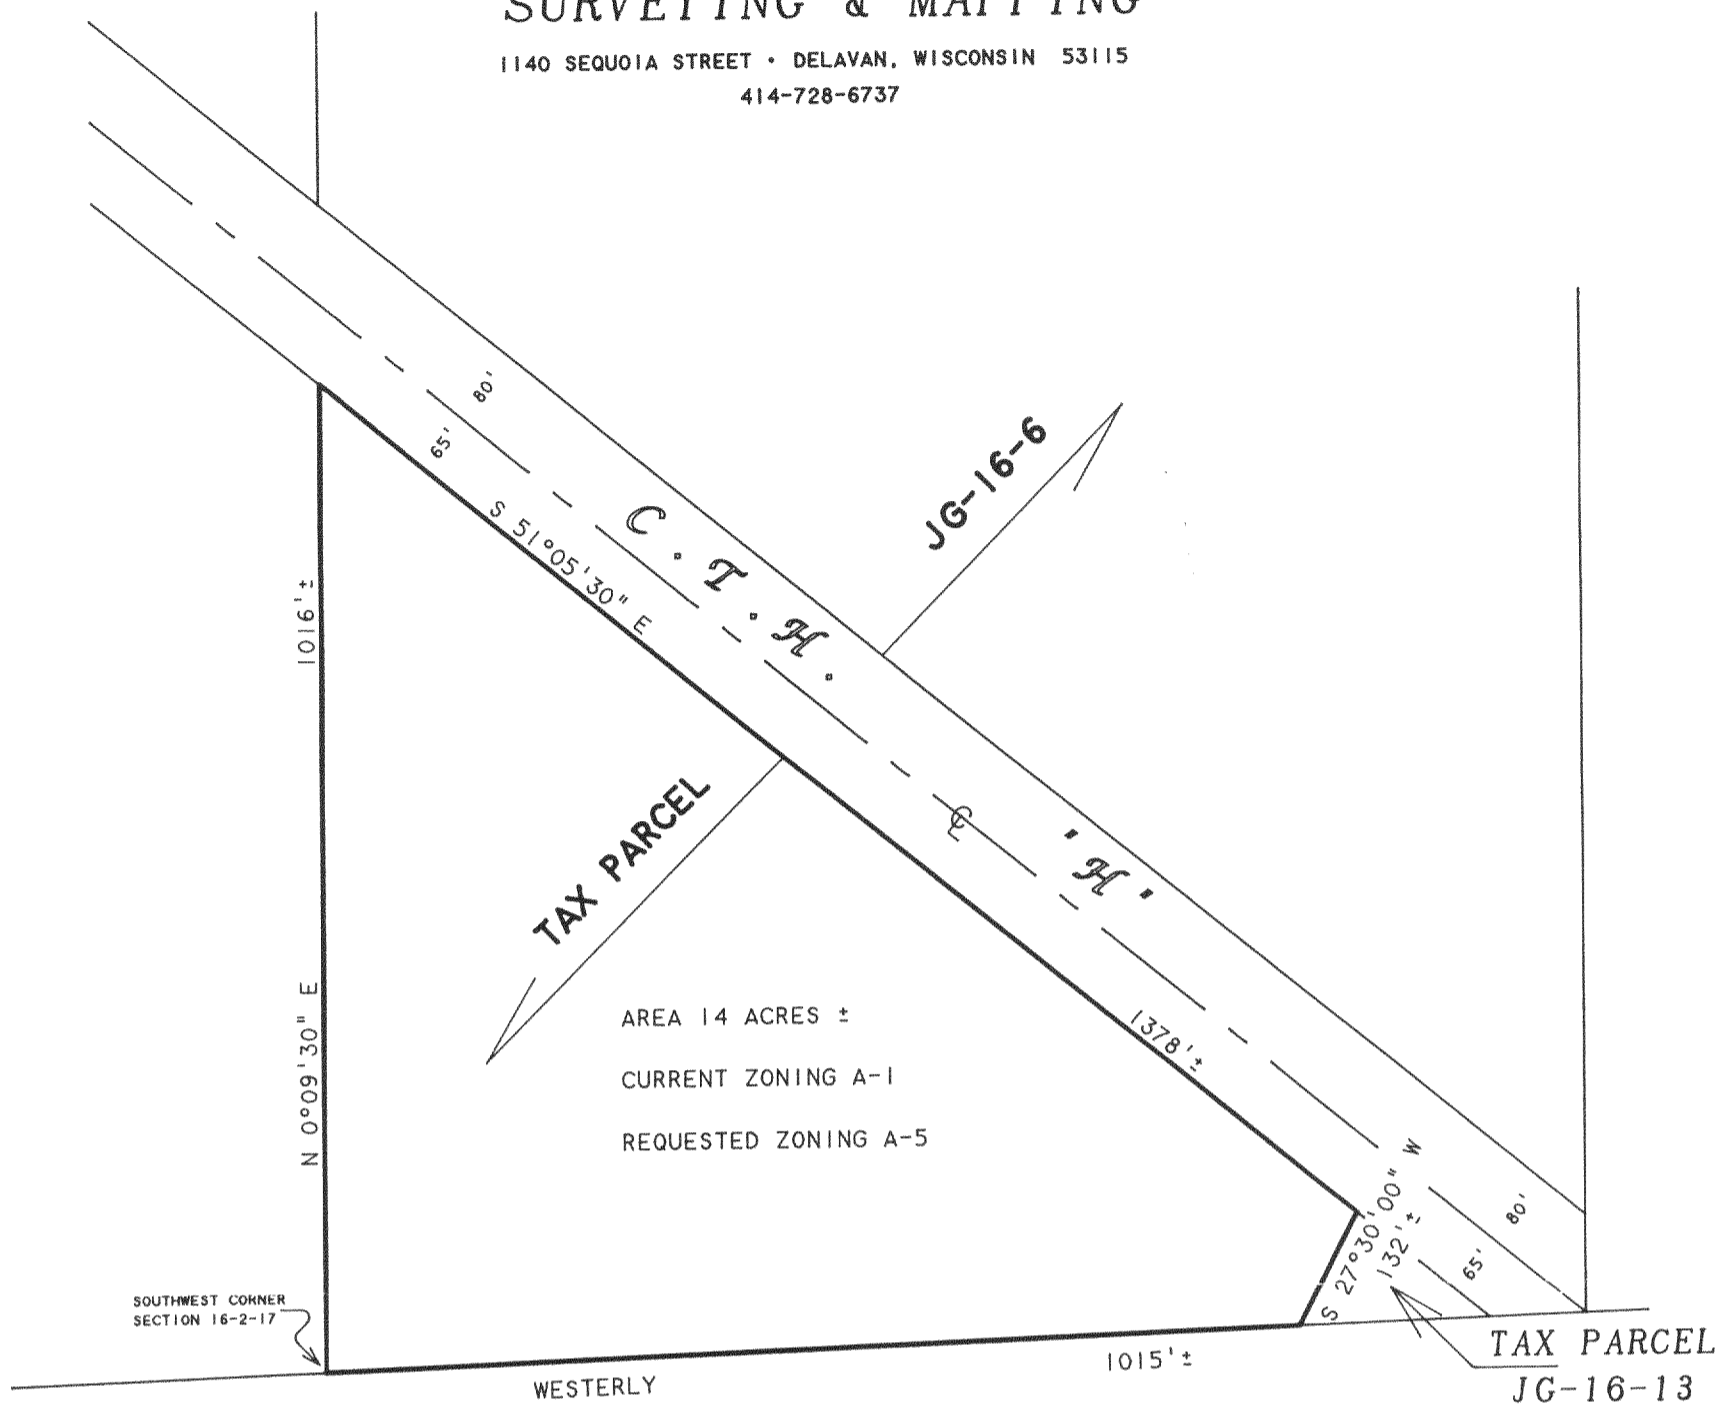 SURVEYING & MAPPING
1140 SEQUOIA STREET • DELAVAN, WISCONSIN 53115
414-728-6737
80'
65'
S 51°05'30" E
C.T.H. "H"
JG-16-6
1016'±
TAX PARCEL
℄
N 0°09'30" E
AREA 14 ACRES ±
CURRENT ZONING A-1
REQUESTED ZONING A-5
1378'±
S 27°30'00" W
132'±
80'
65'
SOUTHWEST CORNER
SECTION 16-2-17
WESTERLY
1015'±
TAX PARCEL
JG-16-13